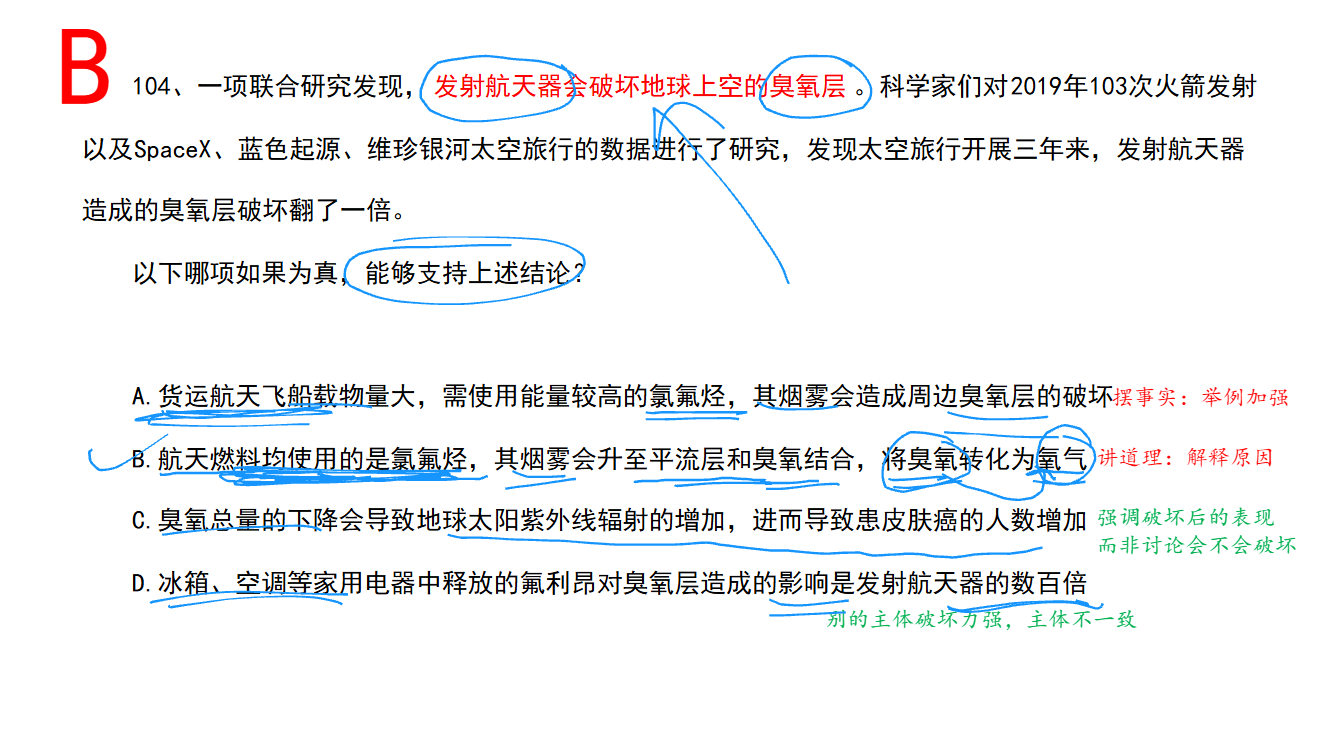 B
104、一项联合研究发现，发射航天器会破坏地球上空的臭氧层。科学家们对2019年103次火箭发射
以及SpaceX、蓝色起源、维珍银河太空旅行的数据进行了研究，发现太空旅行开展三年来，发射航天器
造成的臭氧层破坏翻了一倍。
以下哪项如果为真，能够支持上述结论？
A.货运航天飞船载物量大，需使用能量较高的氯氟烃，其烟雾会造成周边臭氧层的破坏 摆事实：举例加强
B.航天燃料均使用的是氯氟烃，其烟雾会升至平流层和臭氧结合，将臭氧转化为氧气 讲道理：解释原因
C.臭氧总量的下降会导致地球太阳紫外线辐射的增加，进而导致患皮肤癌的人数增加 强调破坏后的表现
而非讨论会不会破坏
D.冰箱、空调等家用电器中释放的氟利昂对臭氧层造成的影响是发射航天器的数百倍
别的主体破坏力强，主体不一致